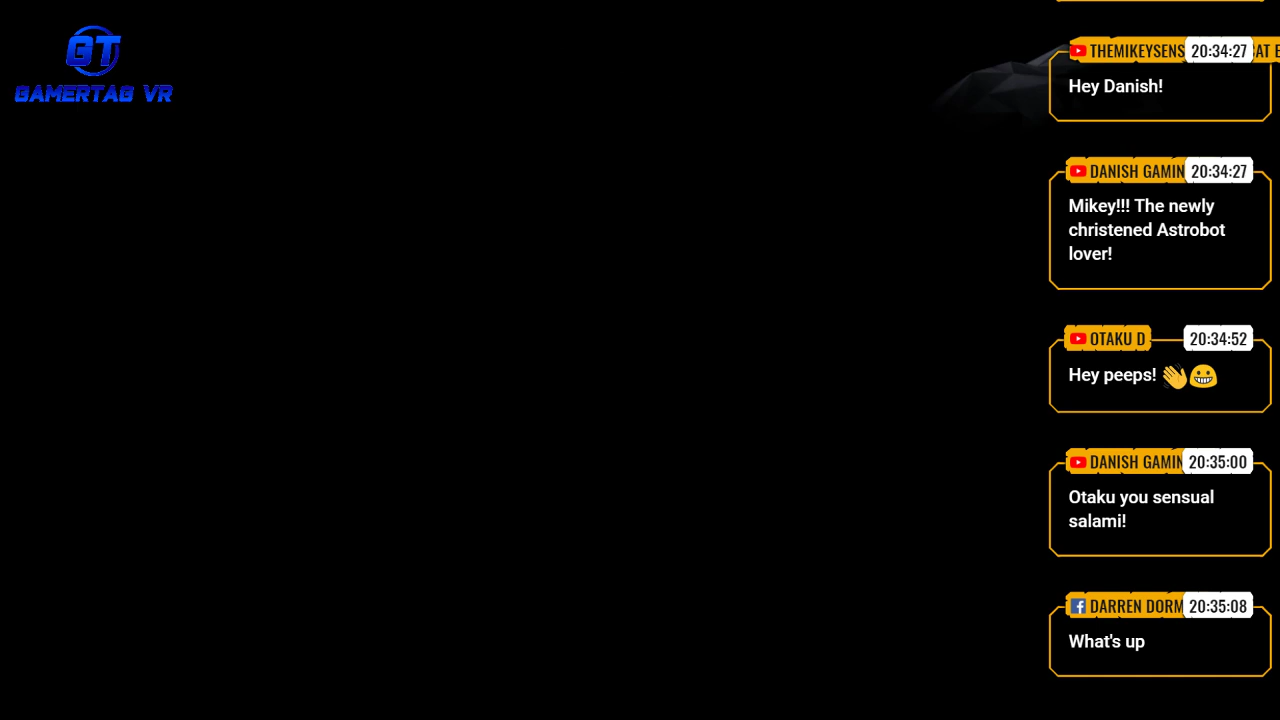 GT
GAMERTAG VR
THEMIKEYSENS 20:34:27
Hey Danish!
DANISH GAMIN 20:34:27
Mikey!!! The newly
christened Astrobot
lover!
OTAKU D 20:34:52
Hey peeps! 👋😀
DANISH GAMIN 20:35:00
Otaku you sensual
salami!
DARREN DORM 20:35:08
What's up